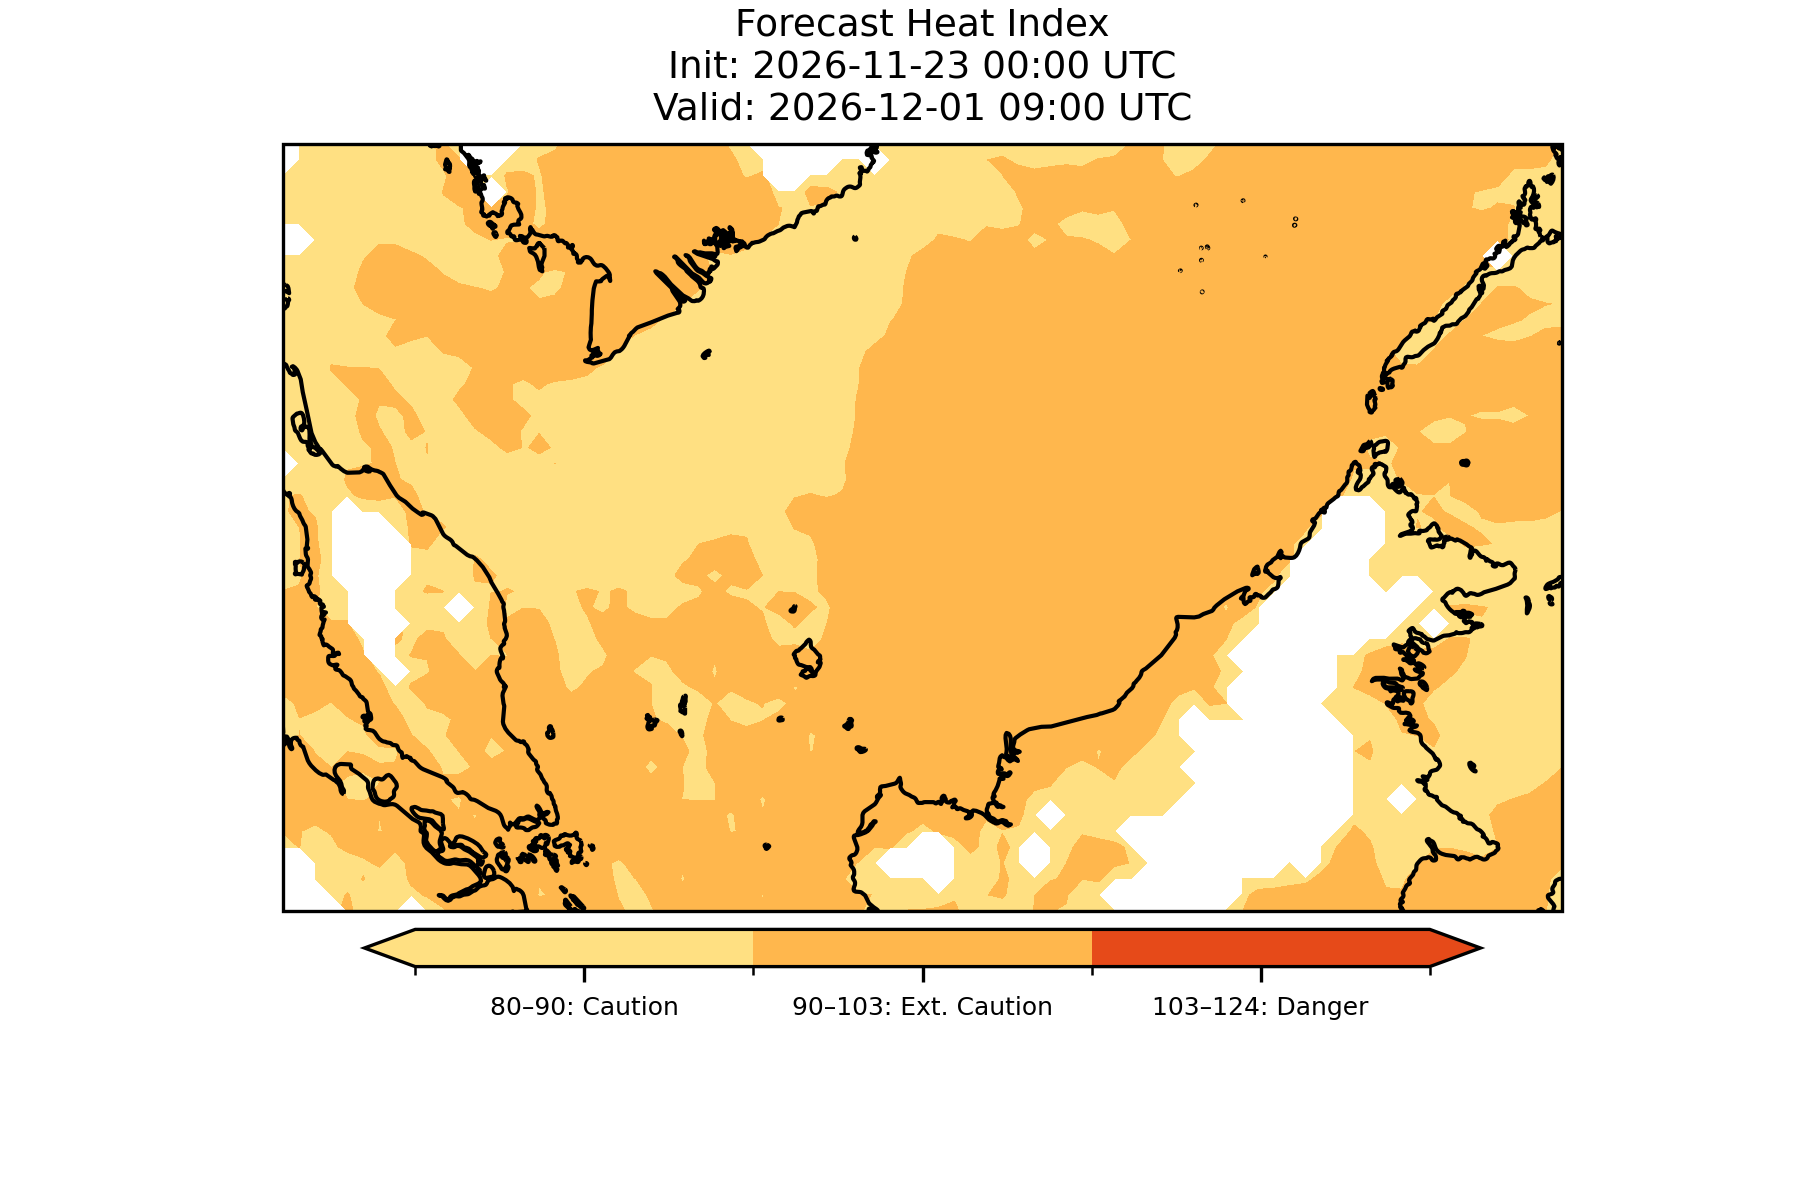 Forecast Heat Index
Init: 2026-11-23 00:00 UTC
Valid: 2026-12-01 09:00 UTC
80–90: Caution
90–103: Ext. Caution
103–124: Danger